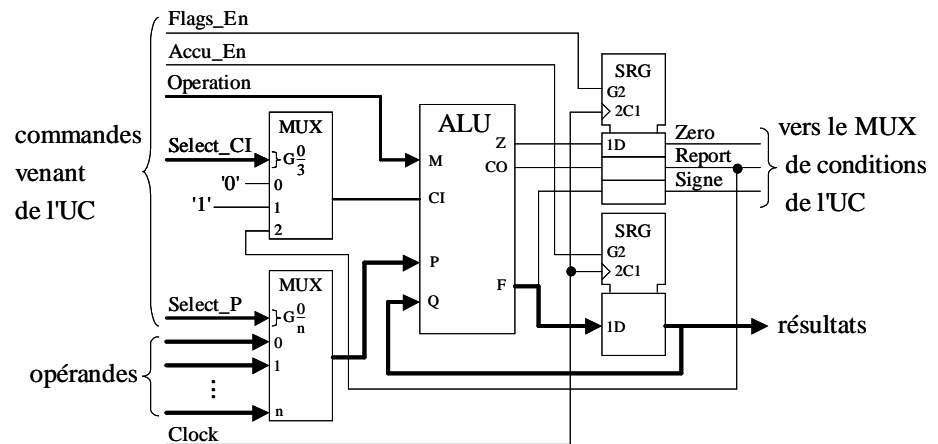 Flags_En
Accu_En
Operation
commandes
venant
de l'UC
Select_CI
MUX
G 0/3
'0'
0
'1'
1
2
ALU
M
CI
P
Q
Z
CO
F
SRG
G2
2C1
1D
Zero
Report
Signe
vers le MUX
de conditions
de l'UC
SRG
G2
2C1
1D
résultats
Select_P
MUX
G 0/n
0
1
n
opérandes
...
Clock